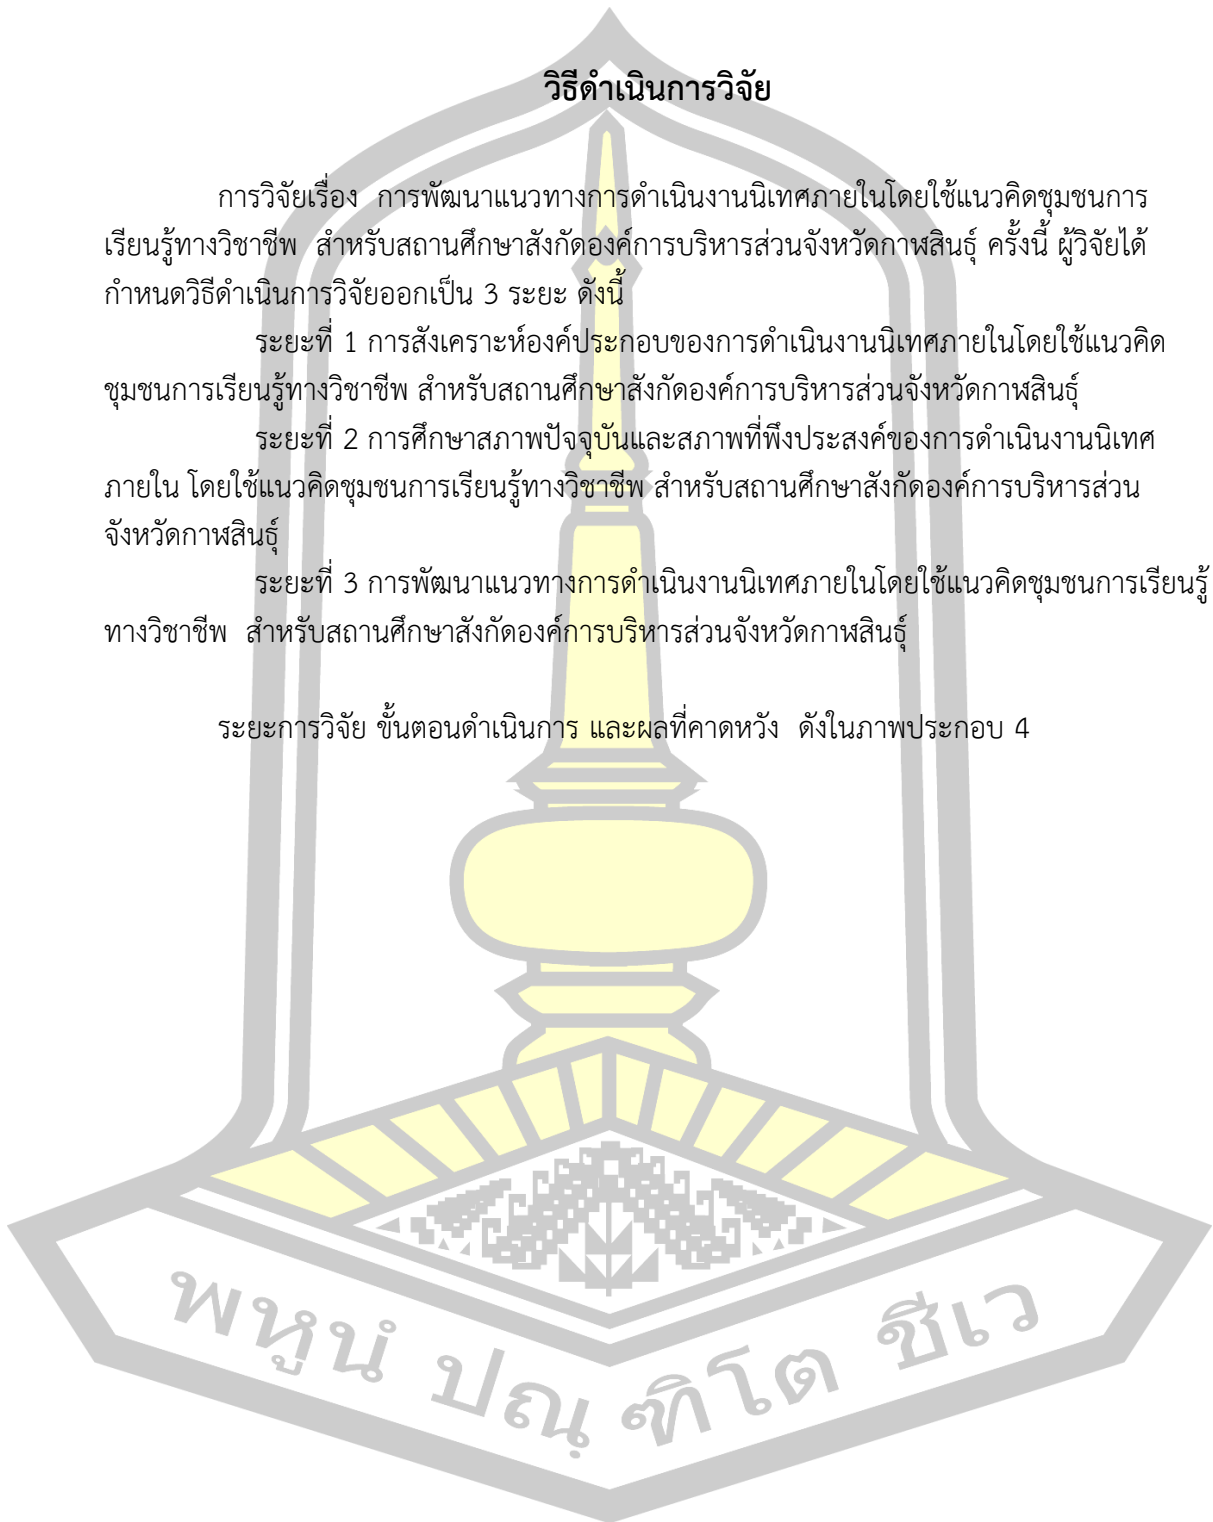 วิธีดำเนินการวิจัย
การวิจัยเรื่อง  การพัฒนาแนวทางการดำเนินงานนิเทศภายในโดยใช้แนวคิดชุมชนการ
เรียนรู้ทางวิชาชีพ  สำหรับสถานศึกษาสังกัดองค์การบริหารส่วนจังหวัดกาฬสินธุ์ ครั้งนี้ ผู้วิจัยได้
กำหนดวิธีดำเนินการวิจัยออกเป็น 3 ระยะ ดังนี้
ระยะที่ 1 การสังเคราะห์องค์ประกอบของการดำเนินงานนิเทศภายในโดยใช้แนวคิด
ชุมชนการเรียนรู้ทางวิชาชีพ สำหรับสถานศึกษาสังกัดองค์การบริหารส่วนจังหวัดกาฬสินธุ์
ระยะที่ 2 การศึกษาสภาพปัจจุบันและสภาพที่พึงประสงค์ของการดำเนินงานนิเทศ
ภายใน โดยใช้แนวคิดชุมชนการเรียนรู้ทางวิชาชีพ สำหรับสถานศึกษาสังกัดองค์การบริหารส่วน
จังหวัดกาฬสินธุ์
ระยะที่ 3 การพัฒนาแนวทางการดำเนินงานนิเทศภายในโดยใช้แนวคิดชุมชนการเรียนรู้
ทางวิชาชีพ  สำหรับสถานศึกษาสังกัดองค์การบริหารส่วนจังหวัดกาฬสินธุ์
ระยะการวิจัย ขั้นตอนดำเนินการ และผลที่คาดหวัง  ดังในภาพประกอบ 4
พหูนํ ปณฺฑิโต ชีเว